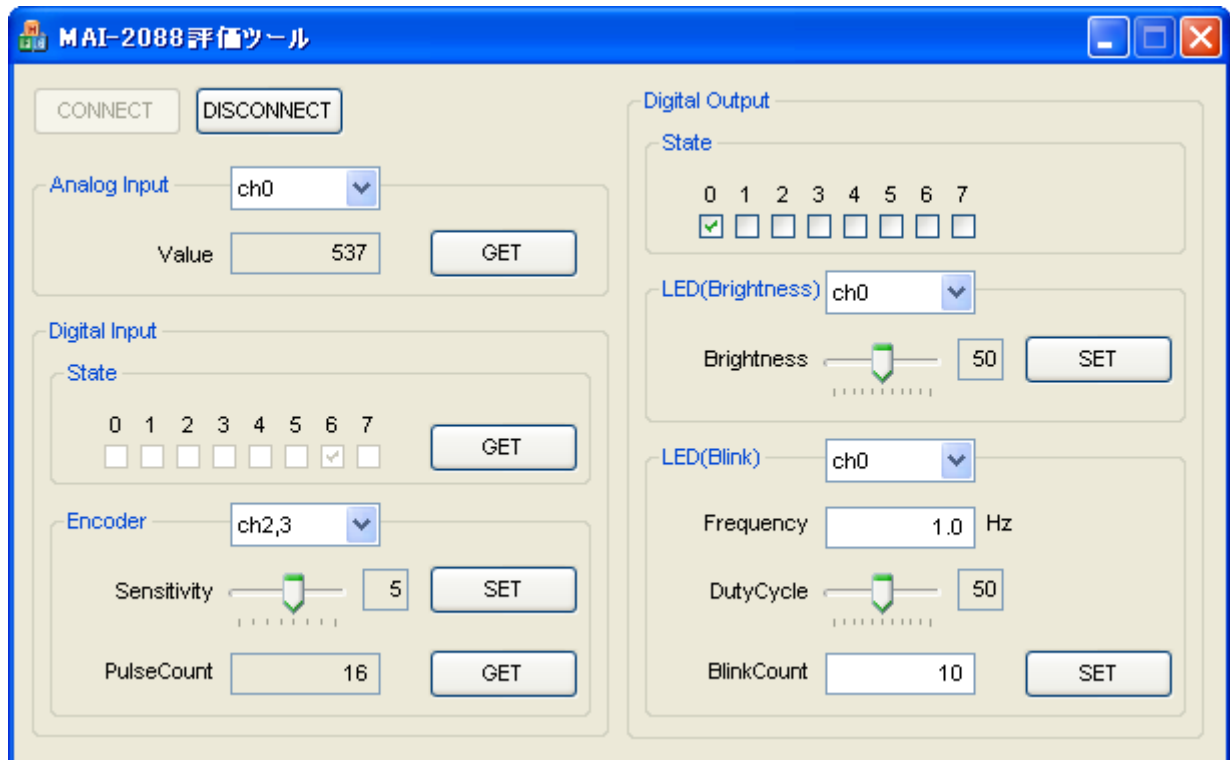 MAI-2088評価ツール
CONNECT DISCONNECT
Analog Input ch0
Value 537 GET
Digital Input
State
0 1 2 3 4 5 6 7
GET
Encoder ch2,3
Sensitivity 5 SET
PulseCount 16 GET
Digital Output
State
0 1 2 3 4 5 6 7
LED(Brightness) ch0
Brightness 50 SET
LED(Blink) ch0
Frequency 1.0 Hz
DutyCycle 50
BlinkCount 10 SET